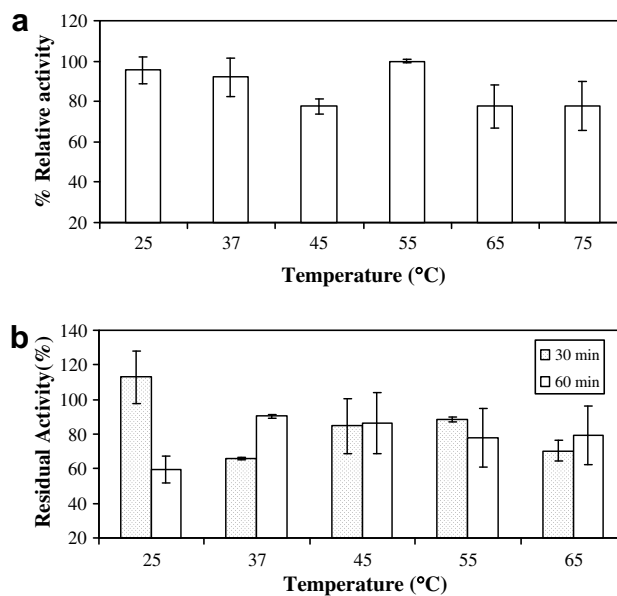 a
% Relative activity
120
100
80
60
40
20
25 37 45 55 65 75
Temperature (°C)
b
Residual Activity(%)
140
120
100
80
60
40
20
30 min
60 min
25 37 45 55 65
Temperature (°C)